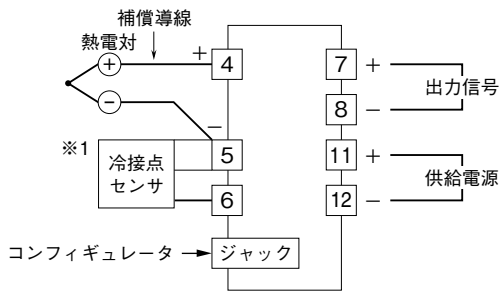 補償導線
熱電対
+
+
4
−
−
※1
冷接点
センサ
5
6
コンフィギュレータ
ジャック
7
+
8
−
出力信号
11
+
12
−
供給電源